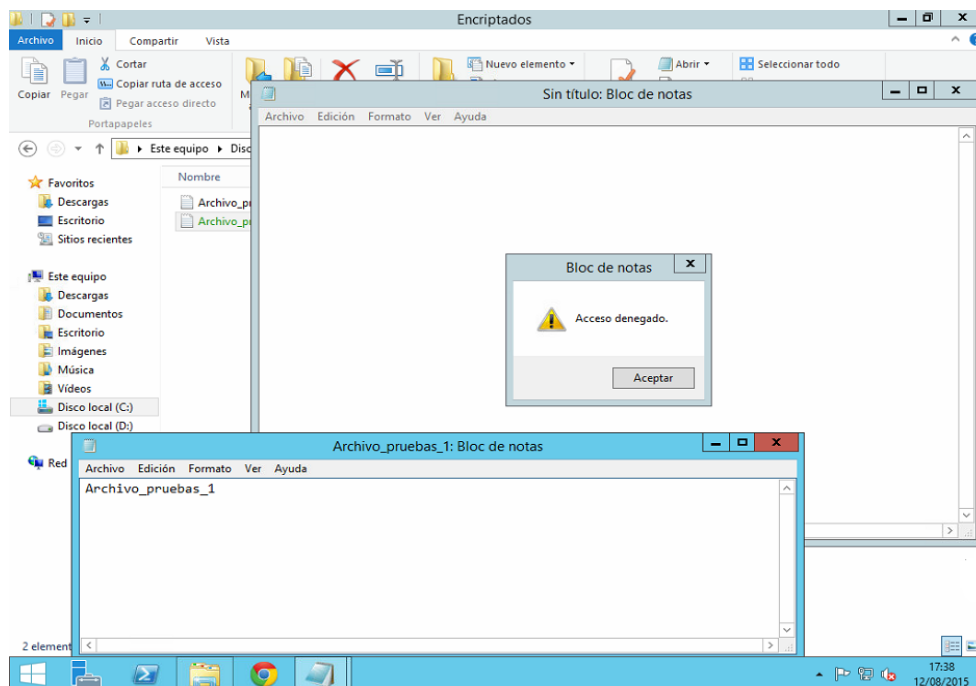 Encriptados
Archivo Inicio Compartir Vista
Cortar
Copiar ruta de acceso
Pegar acceso directo
Copiar Pegar
Portapapeles
Nuevo elemento
Abrir
Seleccionar todo
Sin título: Bloc de notas
Archivo Edición Formato Ver Ayuda
Este equipo
Nombre
Favoritos
Descargas
Escritorio
Sitios recientes
Este equipo
Descargas
Documentos
Escritorio
Imágenes
Música
Vídeos
Disco local (C:)
Disco local (D:)
Red
Bloc de notas
Acceso denegado.
Aceptar
Archivo_pruebas_1: Bloc de notas
Archivo Edición Formato Ver Ayuda
Archivo_pruebas_1
17:38
12/08/2015